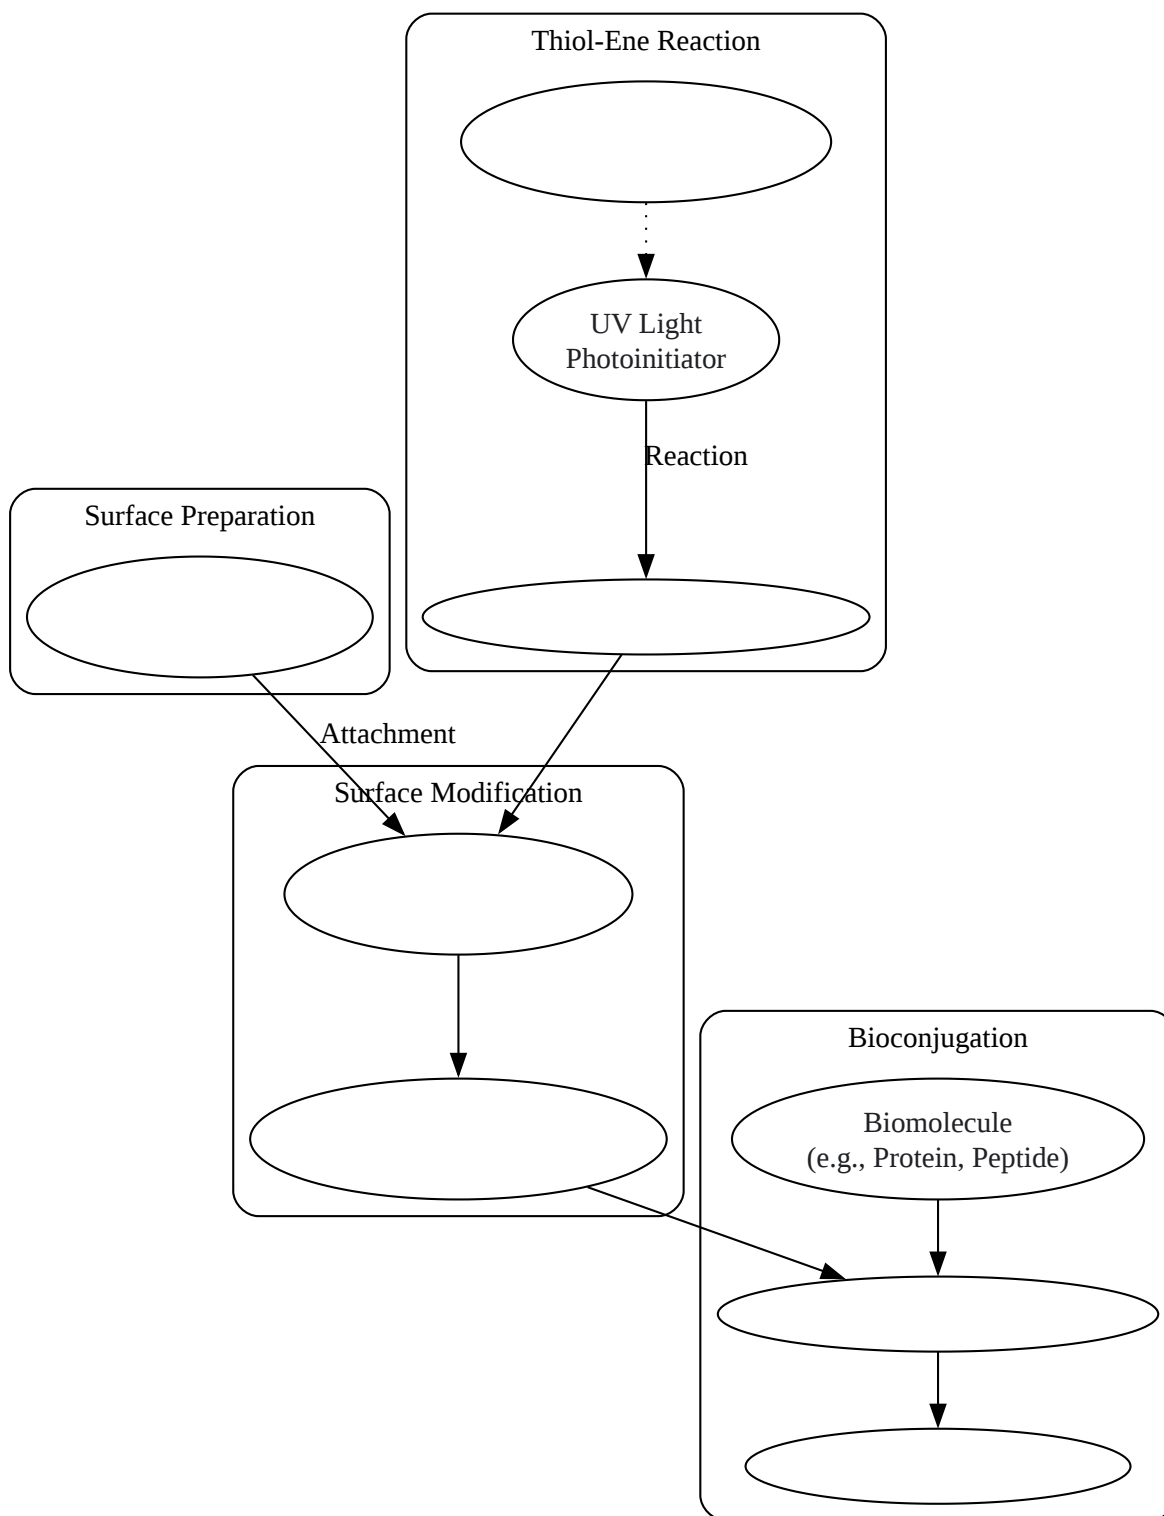 Thiol-Ene Reaction
UV Light
Photoinitiator
Reaction
Surface Preparation
Attachment
Surface Modification
Bioconjugation
Biomolecule
(e.g., Protein, Peptide)